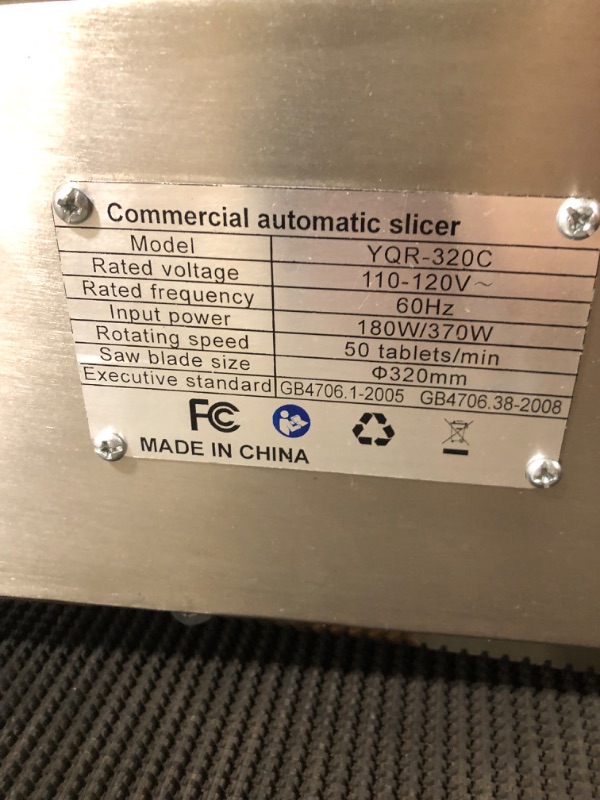 Commercial automatic slicer
Model YQR-320C
Rated voltage 110-120V~
Rated frequency 60Hz
Input power 180W/370W
Rotating speed 50 tablets/min
Saw blade size Φ320mm
Executive standard GB4706.1-2005 GB4706.38-2008
FC
MADE IN CHINA